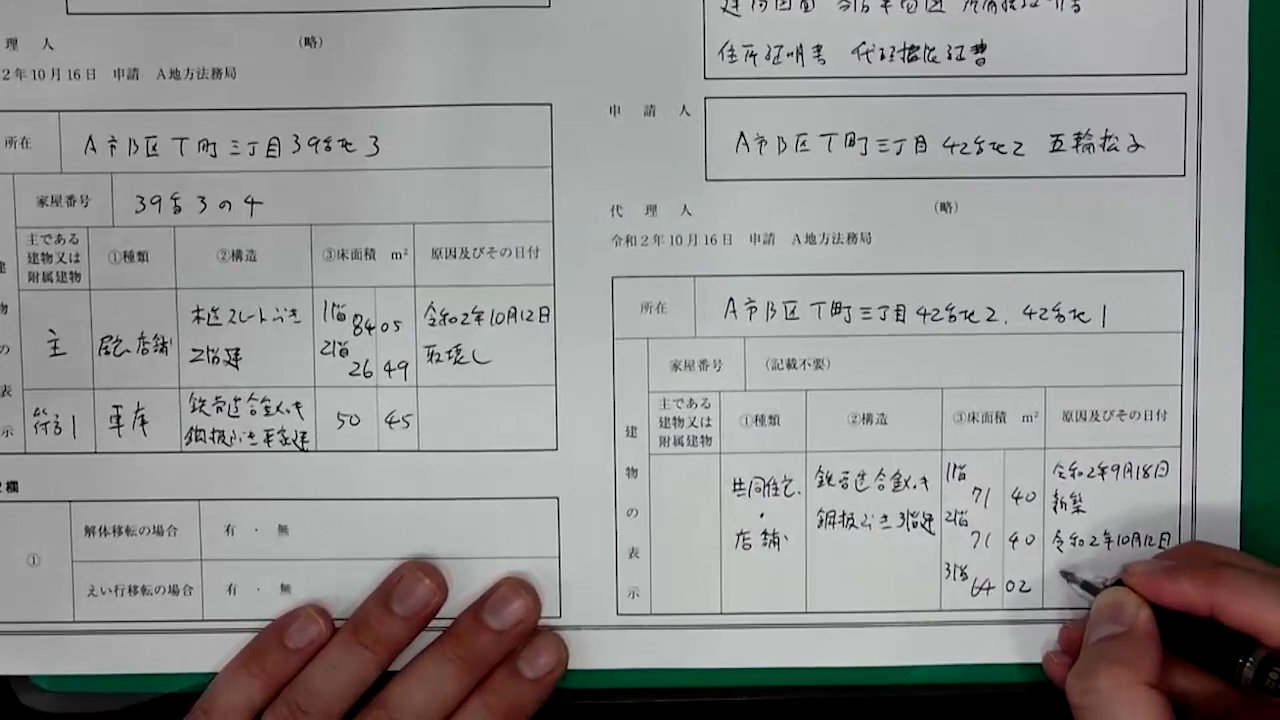 理 人 (略)
2年10月16日 申請 A地方法務局
所在 A市B区丁町三丁目39番地3
家屋番号 39番3の4
主である建物又は附属建物 ①種類 ②構造 ③床面積 m² 原因及びその日付
主 居宅・店舗 木造スレートぶき2階建 1階 84 05 2階 26 49 令和2年10月12日取壊し
符号1 車庫 鉄骨造合金メッキ鋼板ぶき平家建 50 45
物の表示
2欄
① 解体移転の場合 有・無
えい行移転の場合 有・無
住所証明書 代理権限証書
申請人 A市B区丁町三丁目42番地2 五輪松子
代理人 (略)
令和2年10月16日 申請 A地方法務局
所在 A市B区丁町三丁目42番地2、42番地1
建物の表示
家屋番号 (記載不要)
主である建物又は附属建物 ①種類 ②構造 ③床面積 m² 原因及びその日付
共同住宅・店舗 鉄骨造合金メッキ鋼板ぶき3階建 1階 71 40 2階 71 40 3階 64 02 令和2年9月18日新築 令和2年10月12日